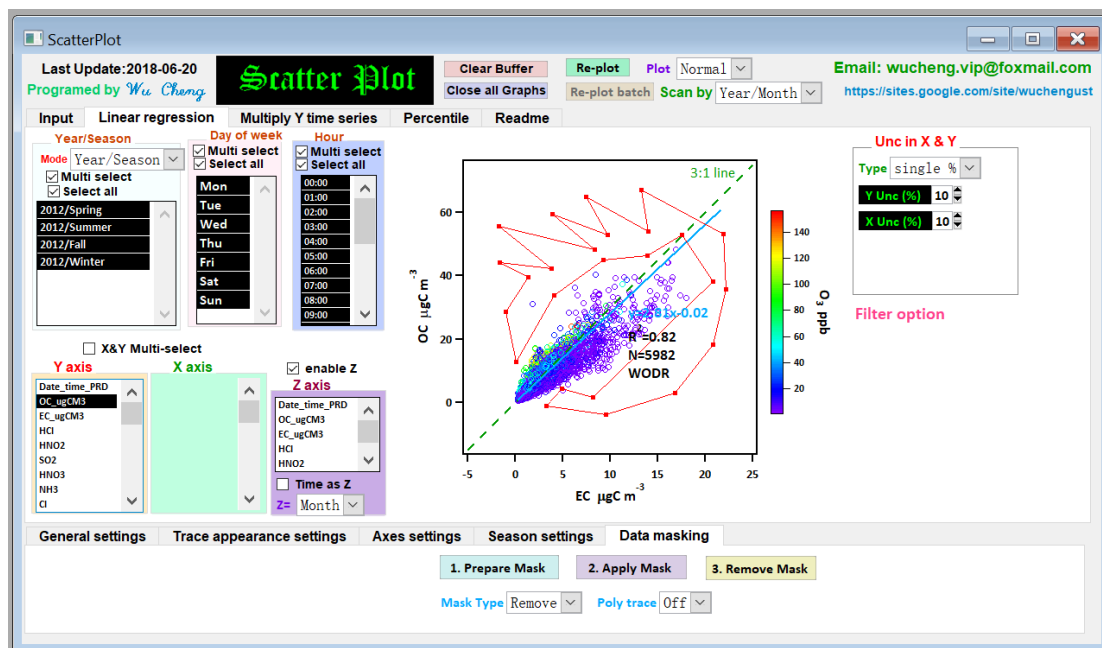 ScatterPlot
Last Update:2018-06-20
Programed by Wu Cheng
Scatter Plot
Clear Buffer
Close all Graphs
Re-plot
Plot Normal
Re-plot batch
Scan by Year/Month
Email: wucheng.vip@foxmail.com
https://sites.google.com/site/wuchengust
Input
Linear regression
Multiply Y time series
Percentile
Readme
Year/Season
Mode Year/Season
Multi select
Select all
2012/Spring
2012/Summer
2012/Fall
2012/Winter
Day of week
Multi select
Select all
Mon
Tue
Wed
Thu
Fri
Sat
Sun
Hour
Multi select
Select all
00:00
01:00
02:00
03:00
04:00
05:00
06:00
07:00
08:00
09:00
X&Y Multi-select
Y axis
Date_time_PRD
OC_ugCM3
EC_ugCM3
HCl
HNO2
SO2
HNO3
NH3
Cl
X axis
enable Z
Z axis
Date_time_PRD
OC_ugCM3
EC_ugCM3
HCl
HNO2
Time as Z
Z= Month
3:1 line
60
40
20
0
OC μgC m-3
R2=0.82
N=5982
WODR
-5 0 5 10 15 20 25
EC μgC m-3
140
120
100
80
60
40
20
O3 ppb
Unc in X & Y
Type single %
Y Unc (%) 10
X Unc (%) 10
Filter option
General settings
Trace appearance settings
Axes settings
Season settings
Data masking
1. Prepare Mask
2. Apply Mask
3. Remove Mask
Mask Type Remove
Poly trace Off